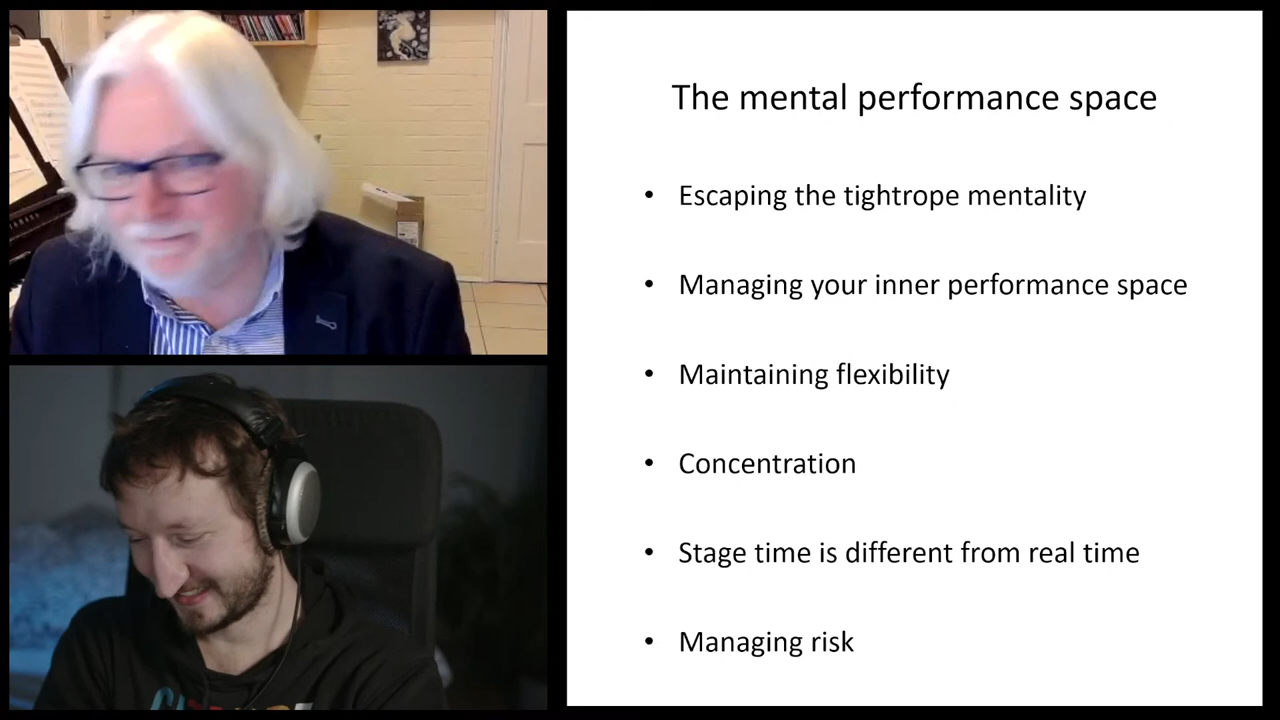 The mental performance space
• Escaping the tightrope mentality
• Managing your inner performance space
• Maintaining flexibility
• Concentration
• Stage time is different from real time
• Managing risk